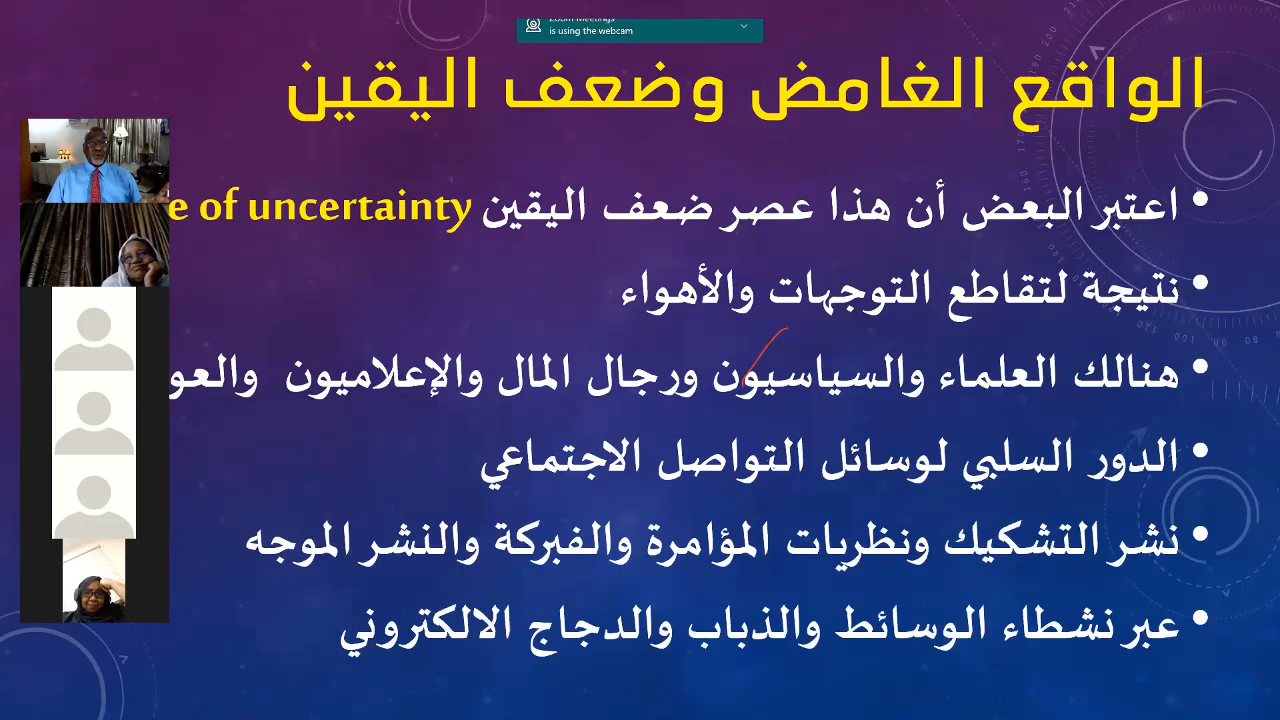 Zoom Meetings
is using the webcam
الواقع الغامض وضعف اليقين
• اعتبر البعض أن هذا عصر ضعف اليقين e of uncertainty
• نتيجة لتقاطع التوجهات والأهواء
• هنالك العلماء والسياسيون ورجال المال والإعلاميون والعو
• الدور السلبي لوسائل التواصل الاجتماعي
• نشر التشكيك ونظريات المؤامرة والفبركة والنشر الموجه
• عبر نشطاء الوسائط والذباب والدجاج الالكتروني